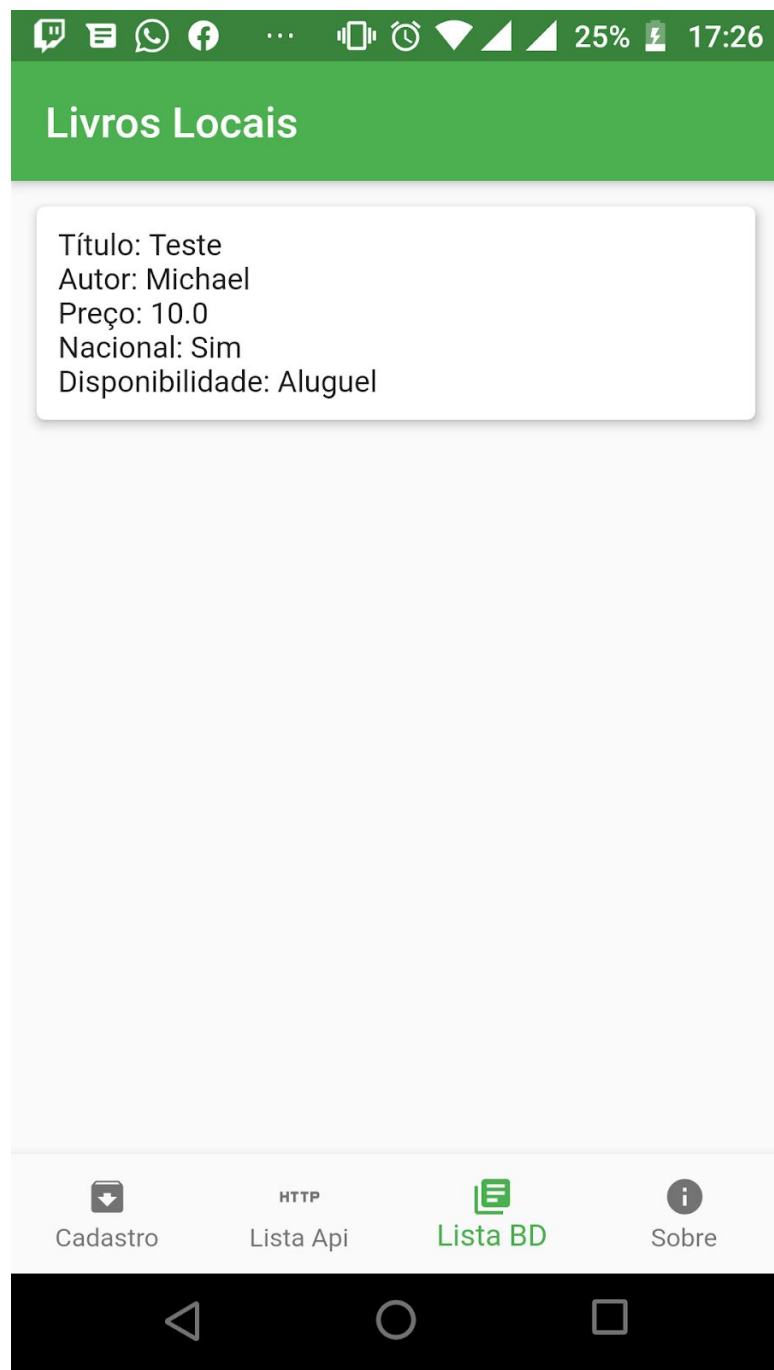 25% 17:26
Livros Locais
Título: Teste
Autor: Michael
Preço: 10.0
Nacional: Sim
Disponibilidade: Aluguel
HTTP
Cadastro Lista Api Lista BD Sobre